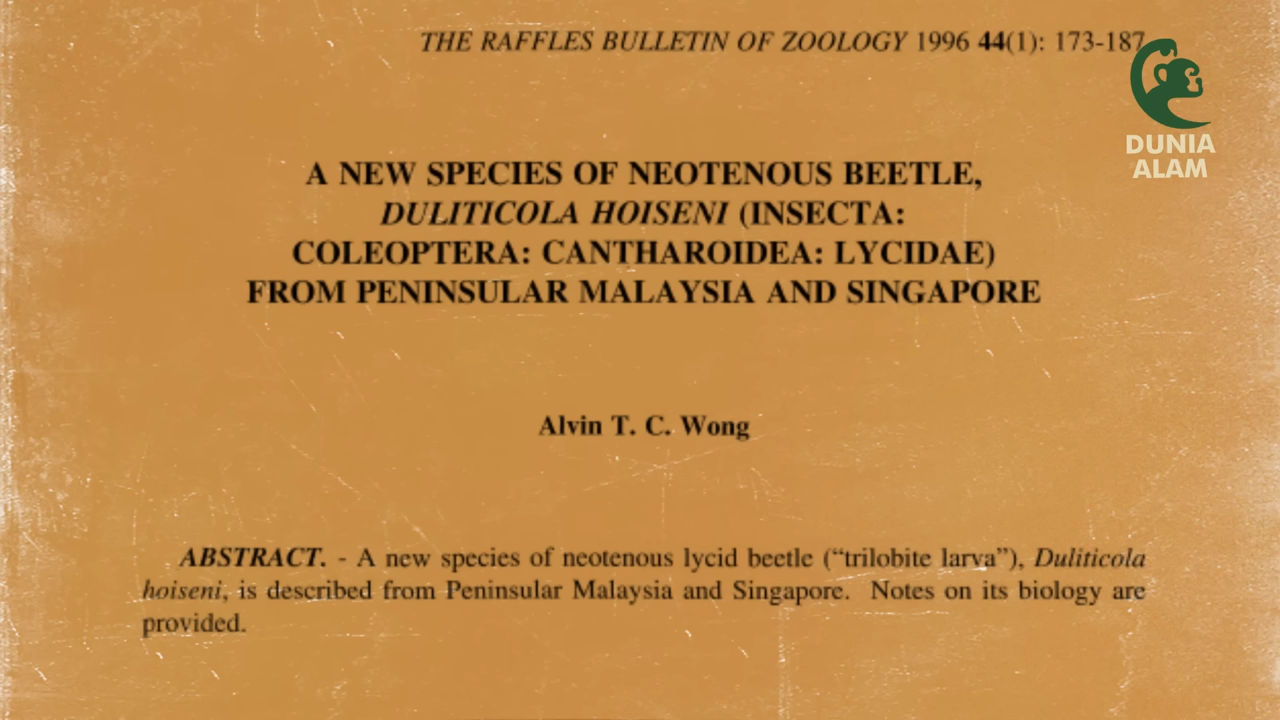 THE RAFFLES BULLETIN OF ZOOLOGY 1996 44(1): 173-187
DUNIA
ALAM
A NEW SPECIES OF NEOTENOUS BEETLE,
DULITICOLA HOISENI (INSECTA:
COLEOPTERA: CANTHAROIDEA: LYCIDAE)
FROM PENINSULAR MALAYSIA AND SINGAPORE
Alvin T. C. Wong
ABSTRACT. - A new species of neotenous lycid beetle (“trilobite larva”), Duliticola
hoiseni, is described from Peninsular Malaysia and Singapore. Notes on its biology are
provided.